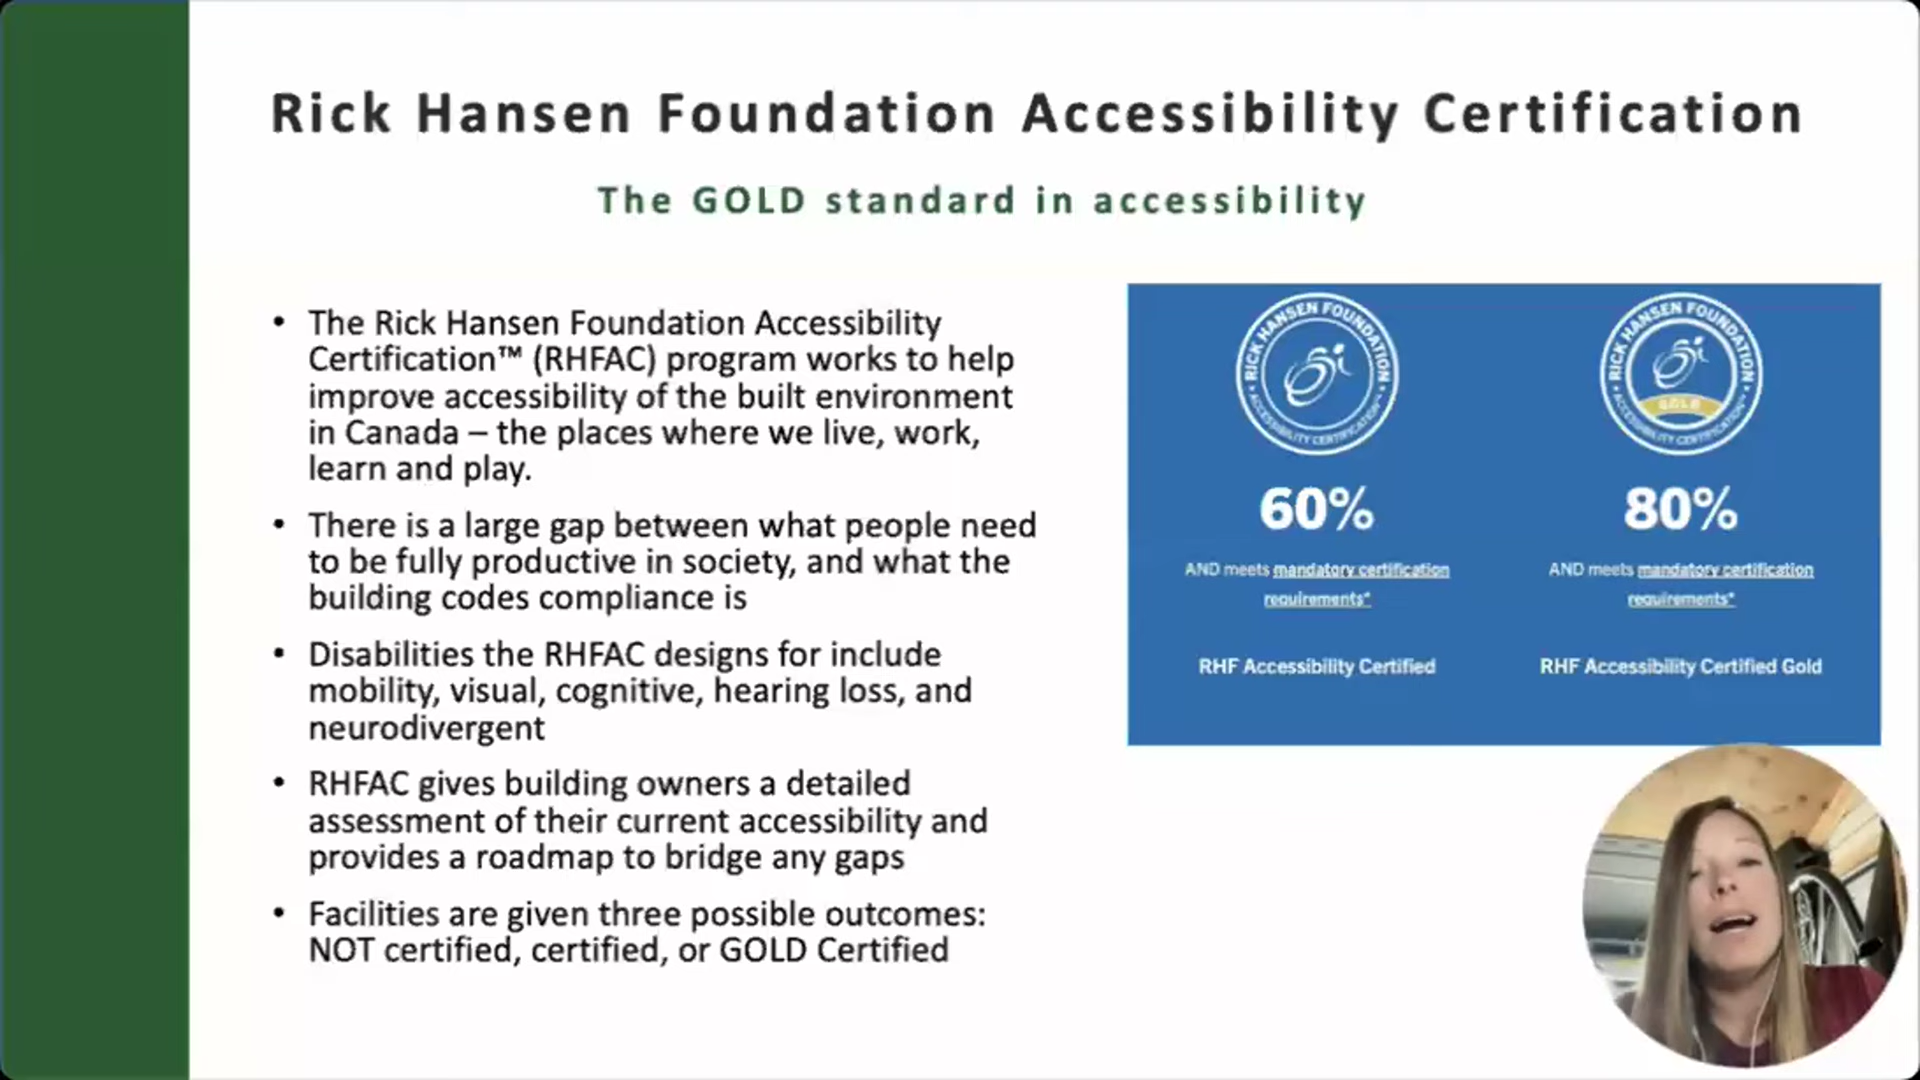 Rick Hansen Foundation Accessibility Certification
The GOLD standard in accessibility
• The Rick Hansen Foundation Accessibility
Certification™ (RHFAC) program works to help
improve accessibility of the built environment
in Canada – the places where we live, work,
learn and play.
• There is a large gap between what people need
to be fully productive in society, and what the
building codes compliance is
• Disabilities the RHFAC designs for include
mobility, visual, cognitive, hearing loss, and
neurodivergent
• RHFAC gives building owners a detailed
assessment of their current accessibility and
provides a roadmap to bridge any gaps
• Facilities are given three possible outcomes:
NOT certified, certified, or GOLD Certified
RICK HANSEN FOUNDATION
ACCESSIBILITY CERTIFICATION™
60%
AND meets mandatory certification
requirements*
RHF Accessibility Certified
RICK HANSEN FOUNDATION
GOLD
ACCESSIBILITY CERTIFICATION™
80%
AND meets mandatory certification
requirements*
RHF Accessibility Certified Gold